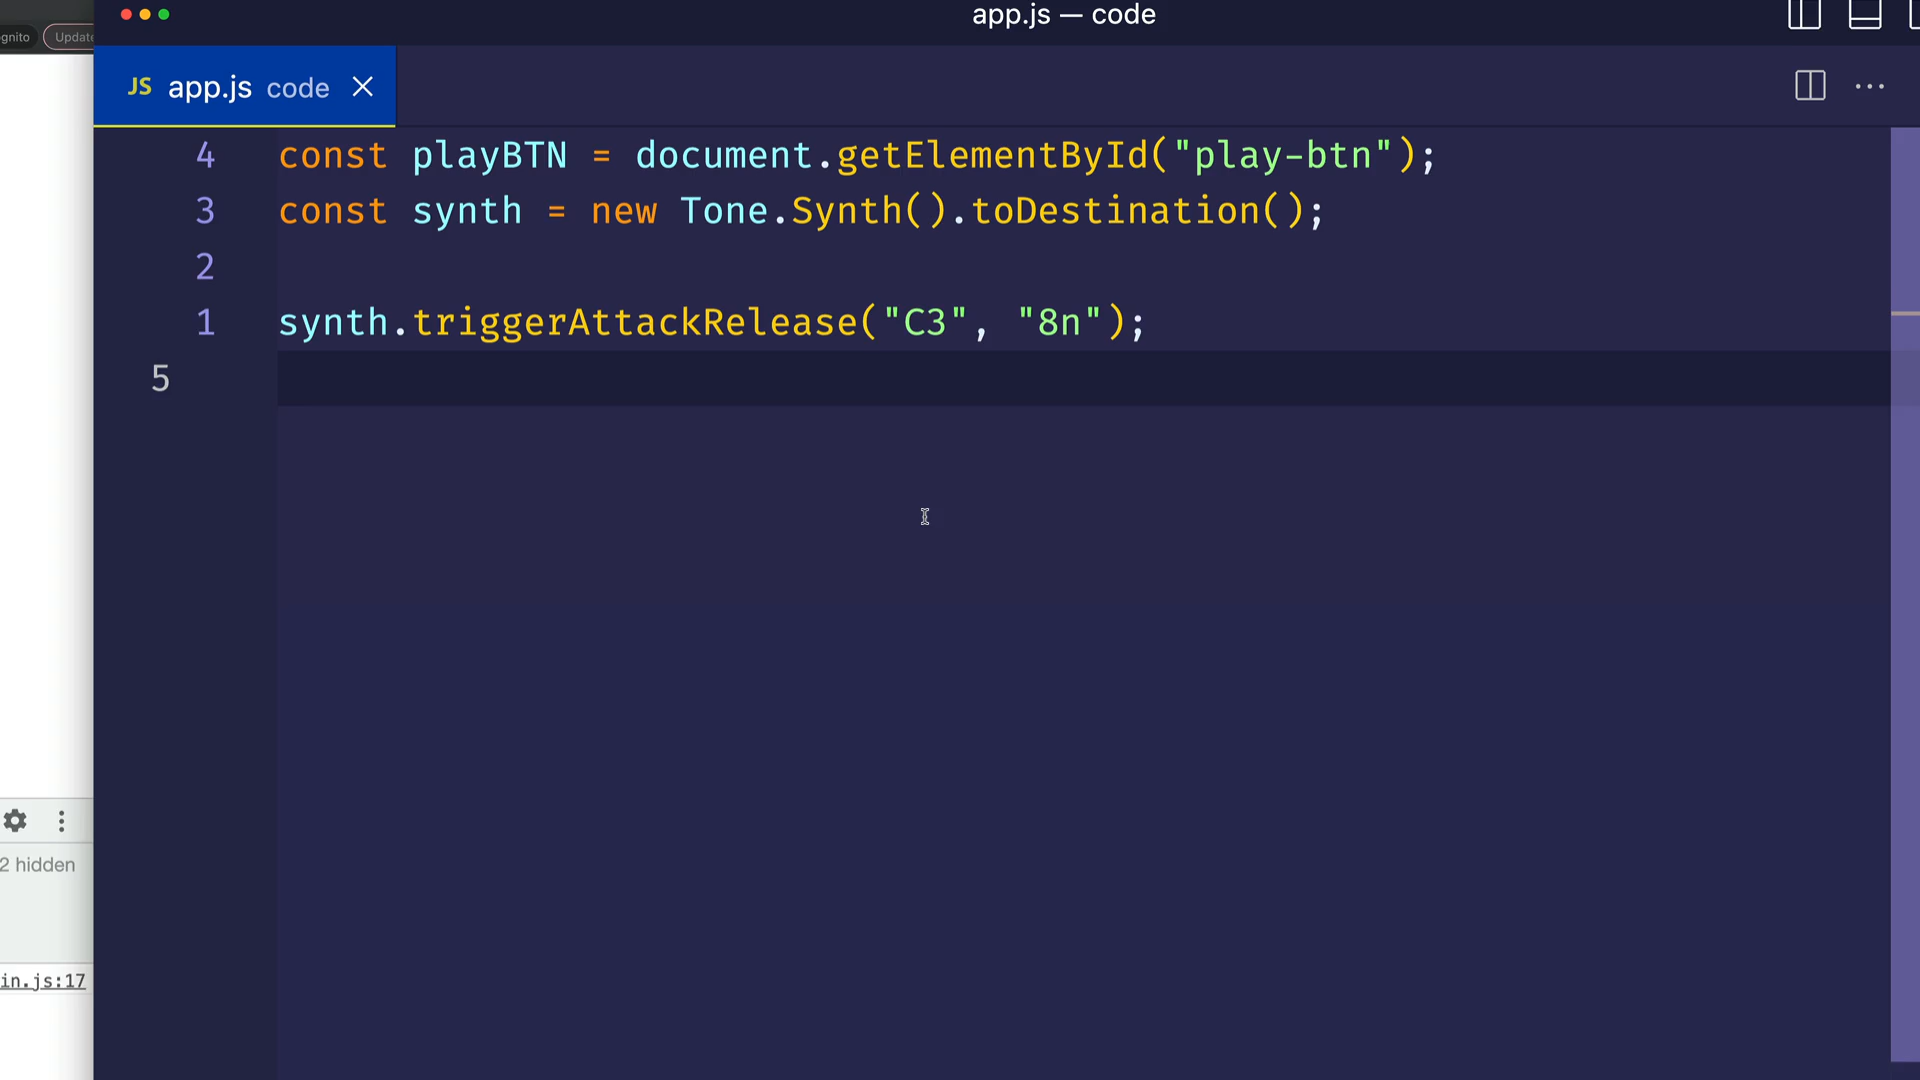 app.js — code
gnito
Update
JS app.js code
4 const playBTN = document.getElementById("play-btn");
3 const synth = new Tone.Synth().toDestination();
2
1 synth.triggerAttackRelease("C3", "8n");
5
2 hidden
in.js:17